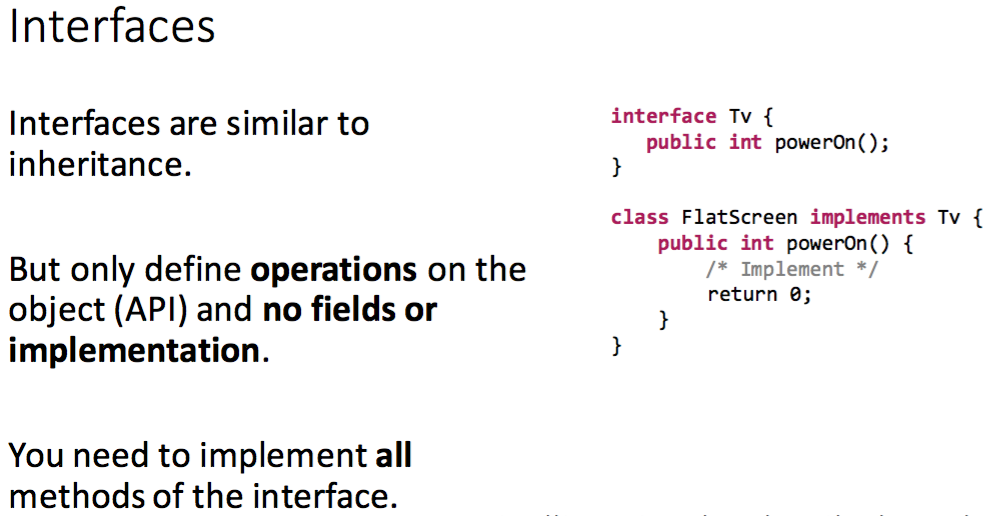 Interfaces
Interfaces are similar to
inheritance.
But only define operations on the
object (API) and no fields or
implementation.
You need to implement all
methods of the interface.
interface Tv {
public int powerOn();
}
class FlatScreen implements Tv {
public int powerOn() {
/* Implement */
return 0;
}
}